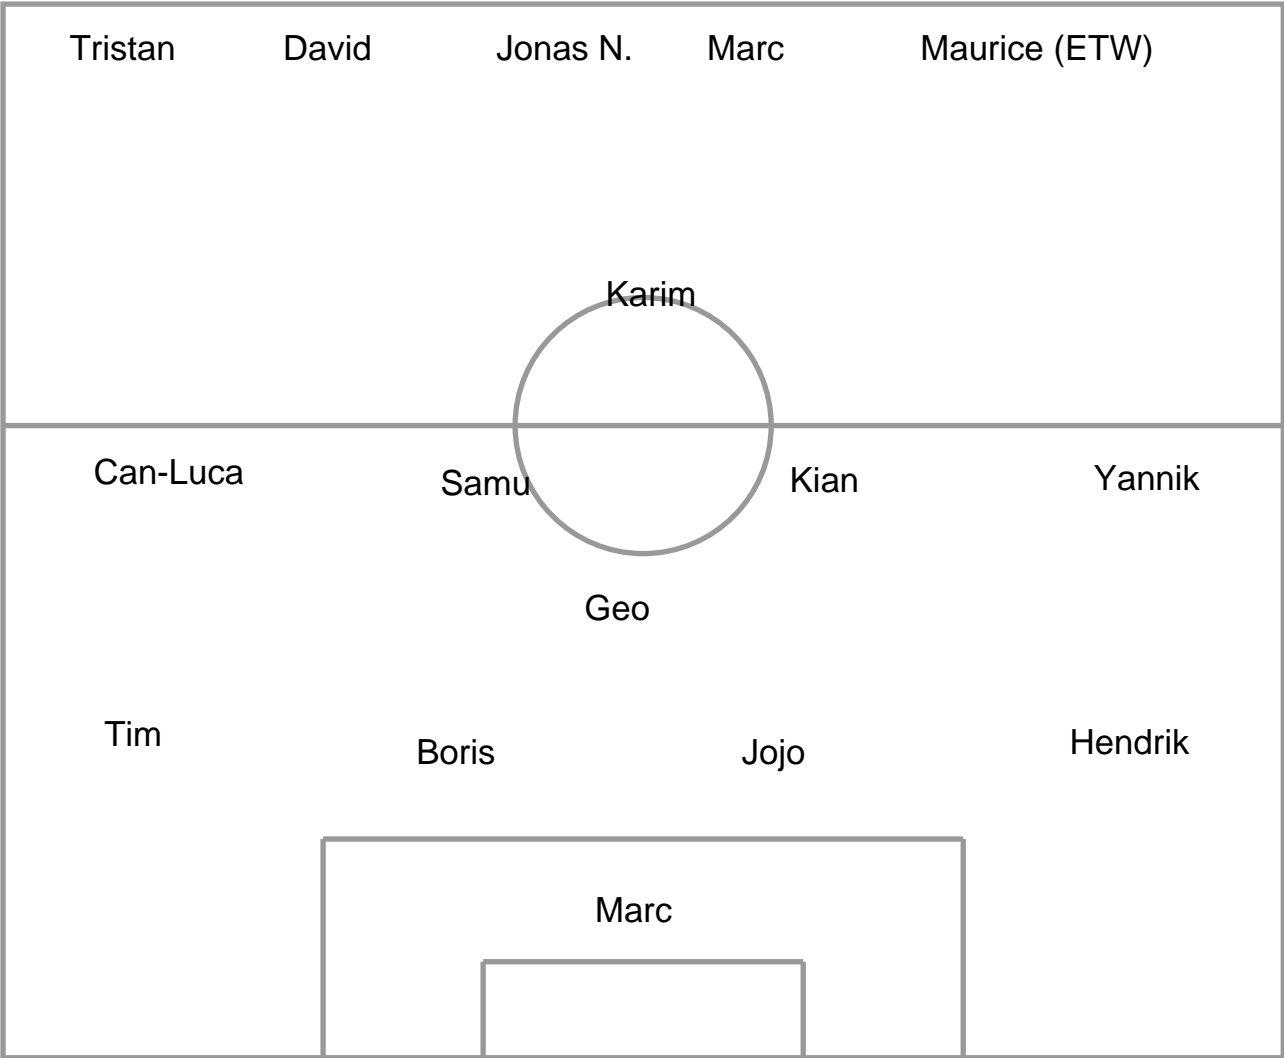 Tristan David Jonas N. Marc Maurice (ETW)
Karim
Can-Luca Samu Kian Yannik
Geo
Tim Boris Jojo Hendrik
Marc